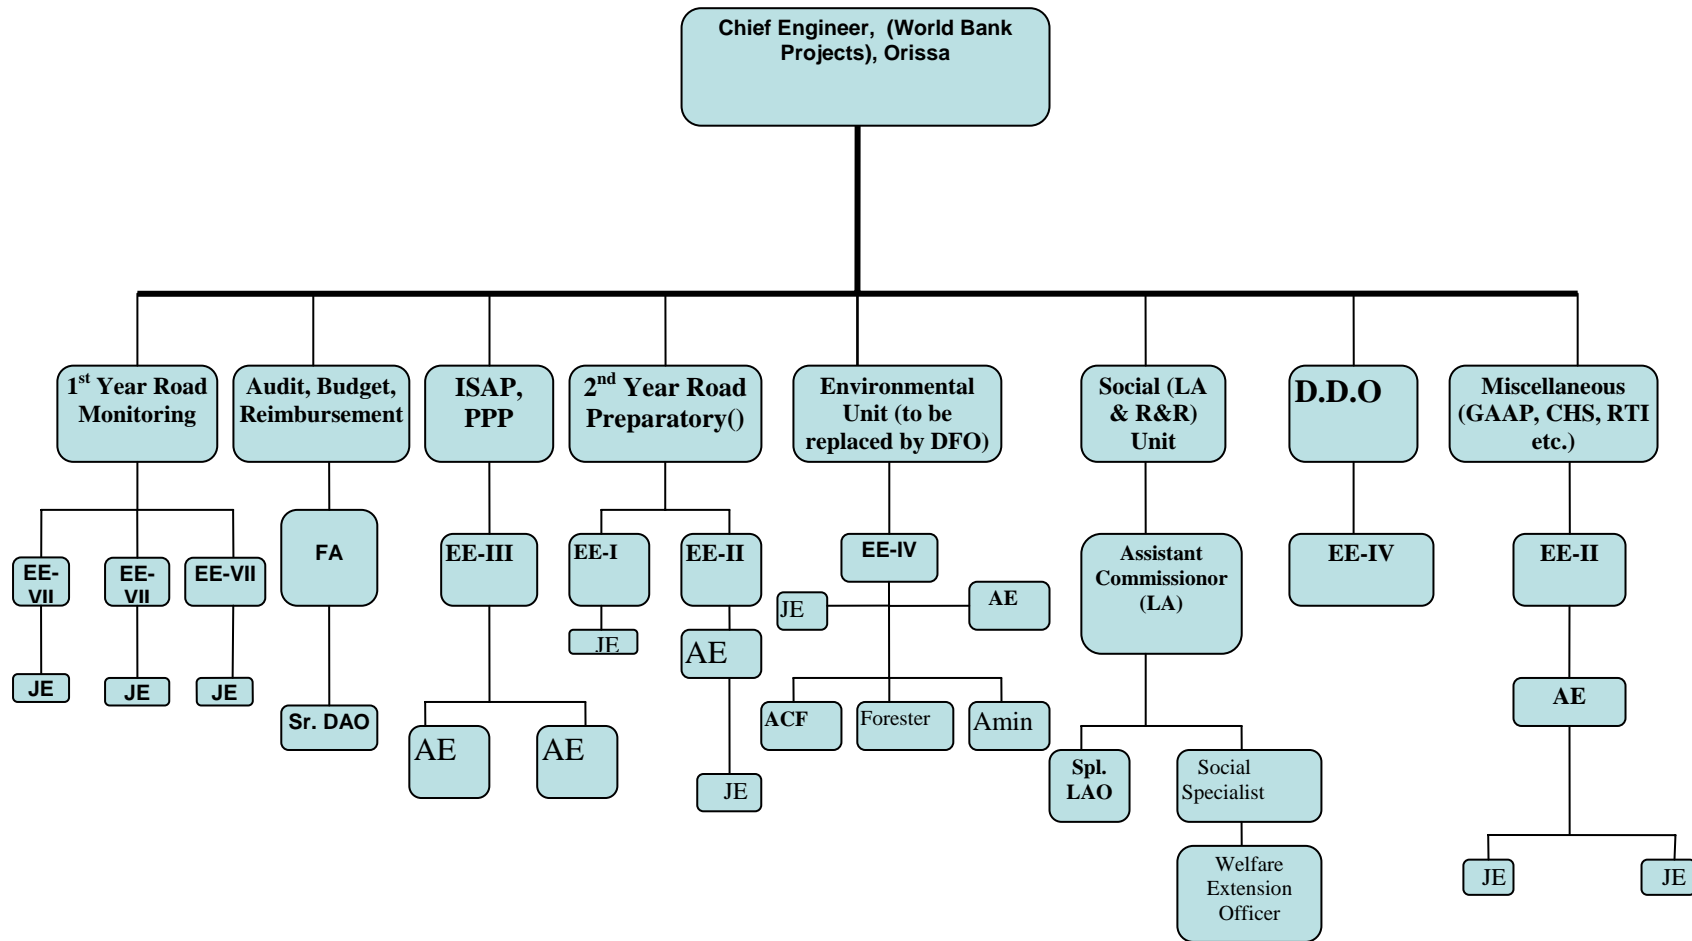 Chief Engineer, (World Bank
Projects), Orissa
1st Year Road
Monitoring
Audit, Budget,
Reimbursement
ISAP,
PPP
2nd Year Road
Preparatory()
Environmental
Unit (to be
replaced by DFO)
Social (LA
& R&R)
Unit
D.D.O
Miscellaneous
(GAAP, CHS, RTI
etc.)
EE-
VII
EE-
VII
EE-VII
FA
EE-III
EE-I
EE-II
EE-IV
Assistant
Commissionor
(LA)
EE-IV
EE-II
JE
AE
JE
AE
JE
JE
JE
Sr. DAO
AE
AE
JE
ACF
Forester
Amin
Spl.
LAO
Social
Specialist
AE
Welfare
Extension
Officer
JE
JE